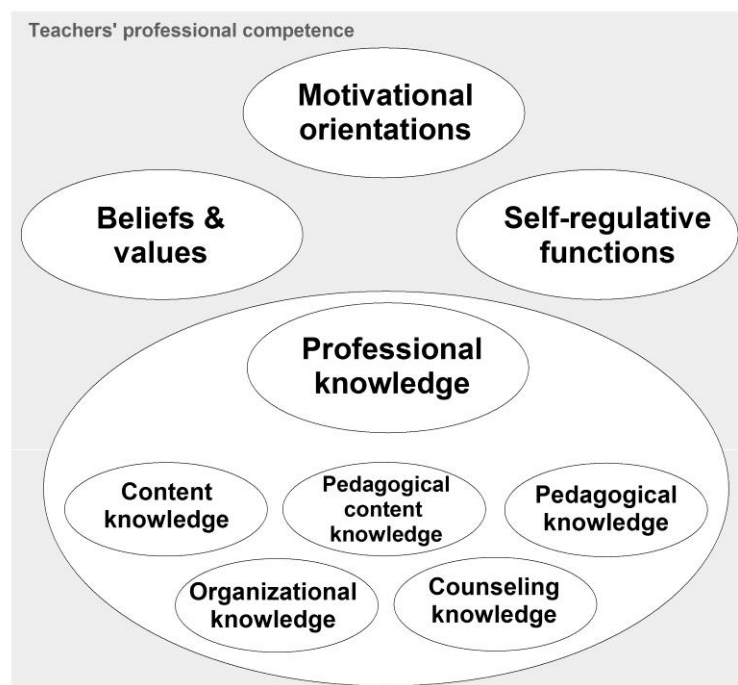 Teachers' professional competence
Motivational
orientations
Beliefs &
values
Self-regulative
functions
Professional
knowledge
Content
knowledge
Pedagogical
content
knowledge
Pedagogical
knowledge
Organizational
knowledge
Counseling
knowledge